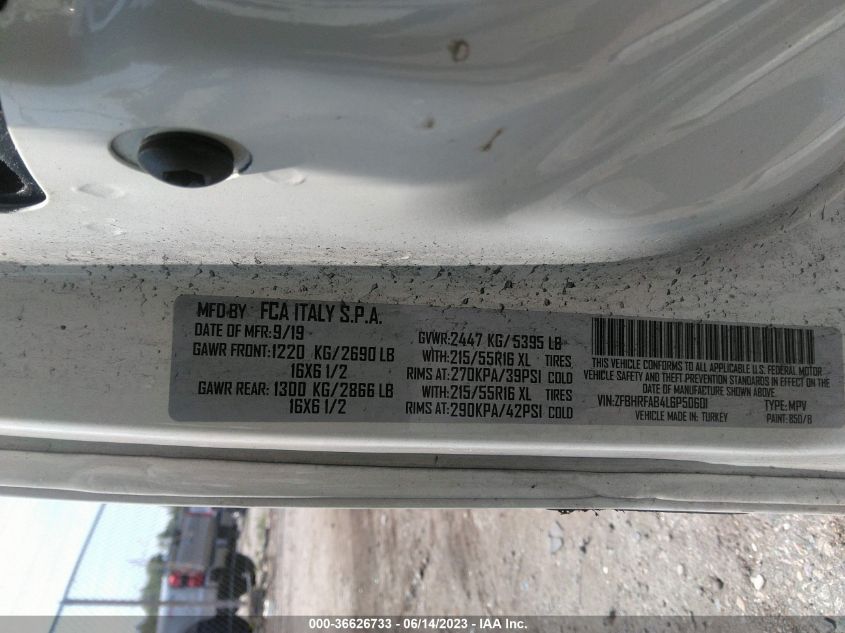 MFD BY FCA ITALY S.P.A.
DATE OF MFR: 9/19
GAWR FRONT: 1220 KG/2690 LB
16X6 1/2
GAWR REAR: 1300 KG/2866 LB
16X6 1/2
GVWR: 2447 KG/5395 LB
WITH: 215/55R16 XL TIRES
RIMS AT: 270KPA/39PSI COLD
WITH: 215/55R16 XL TIRES
RIMS AT: 290KPA/42PSI COLD
THIS VEHICLE CONFORMS TO ALL APPLICABLE U.S. FEDERAL MOTOR
VEHICLE SAFETY AND THEFT PREVENTION STANDARDS IN EFFECT ON THE
DATE OF MANUFACTURE SHOWN ABOVE.
VIN: ZFBHRFAB4L6P50601 TYPE: MPV
VEHICLE MADE IN: TURKEY PAINT: 850/B
000-36626733 - 06/14/2023 - IAA Inc.